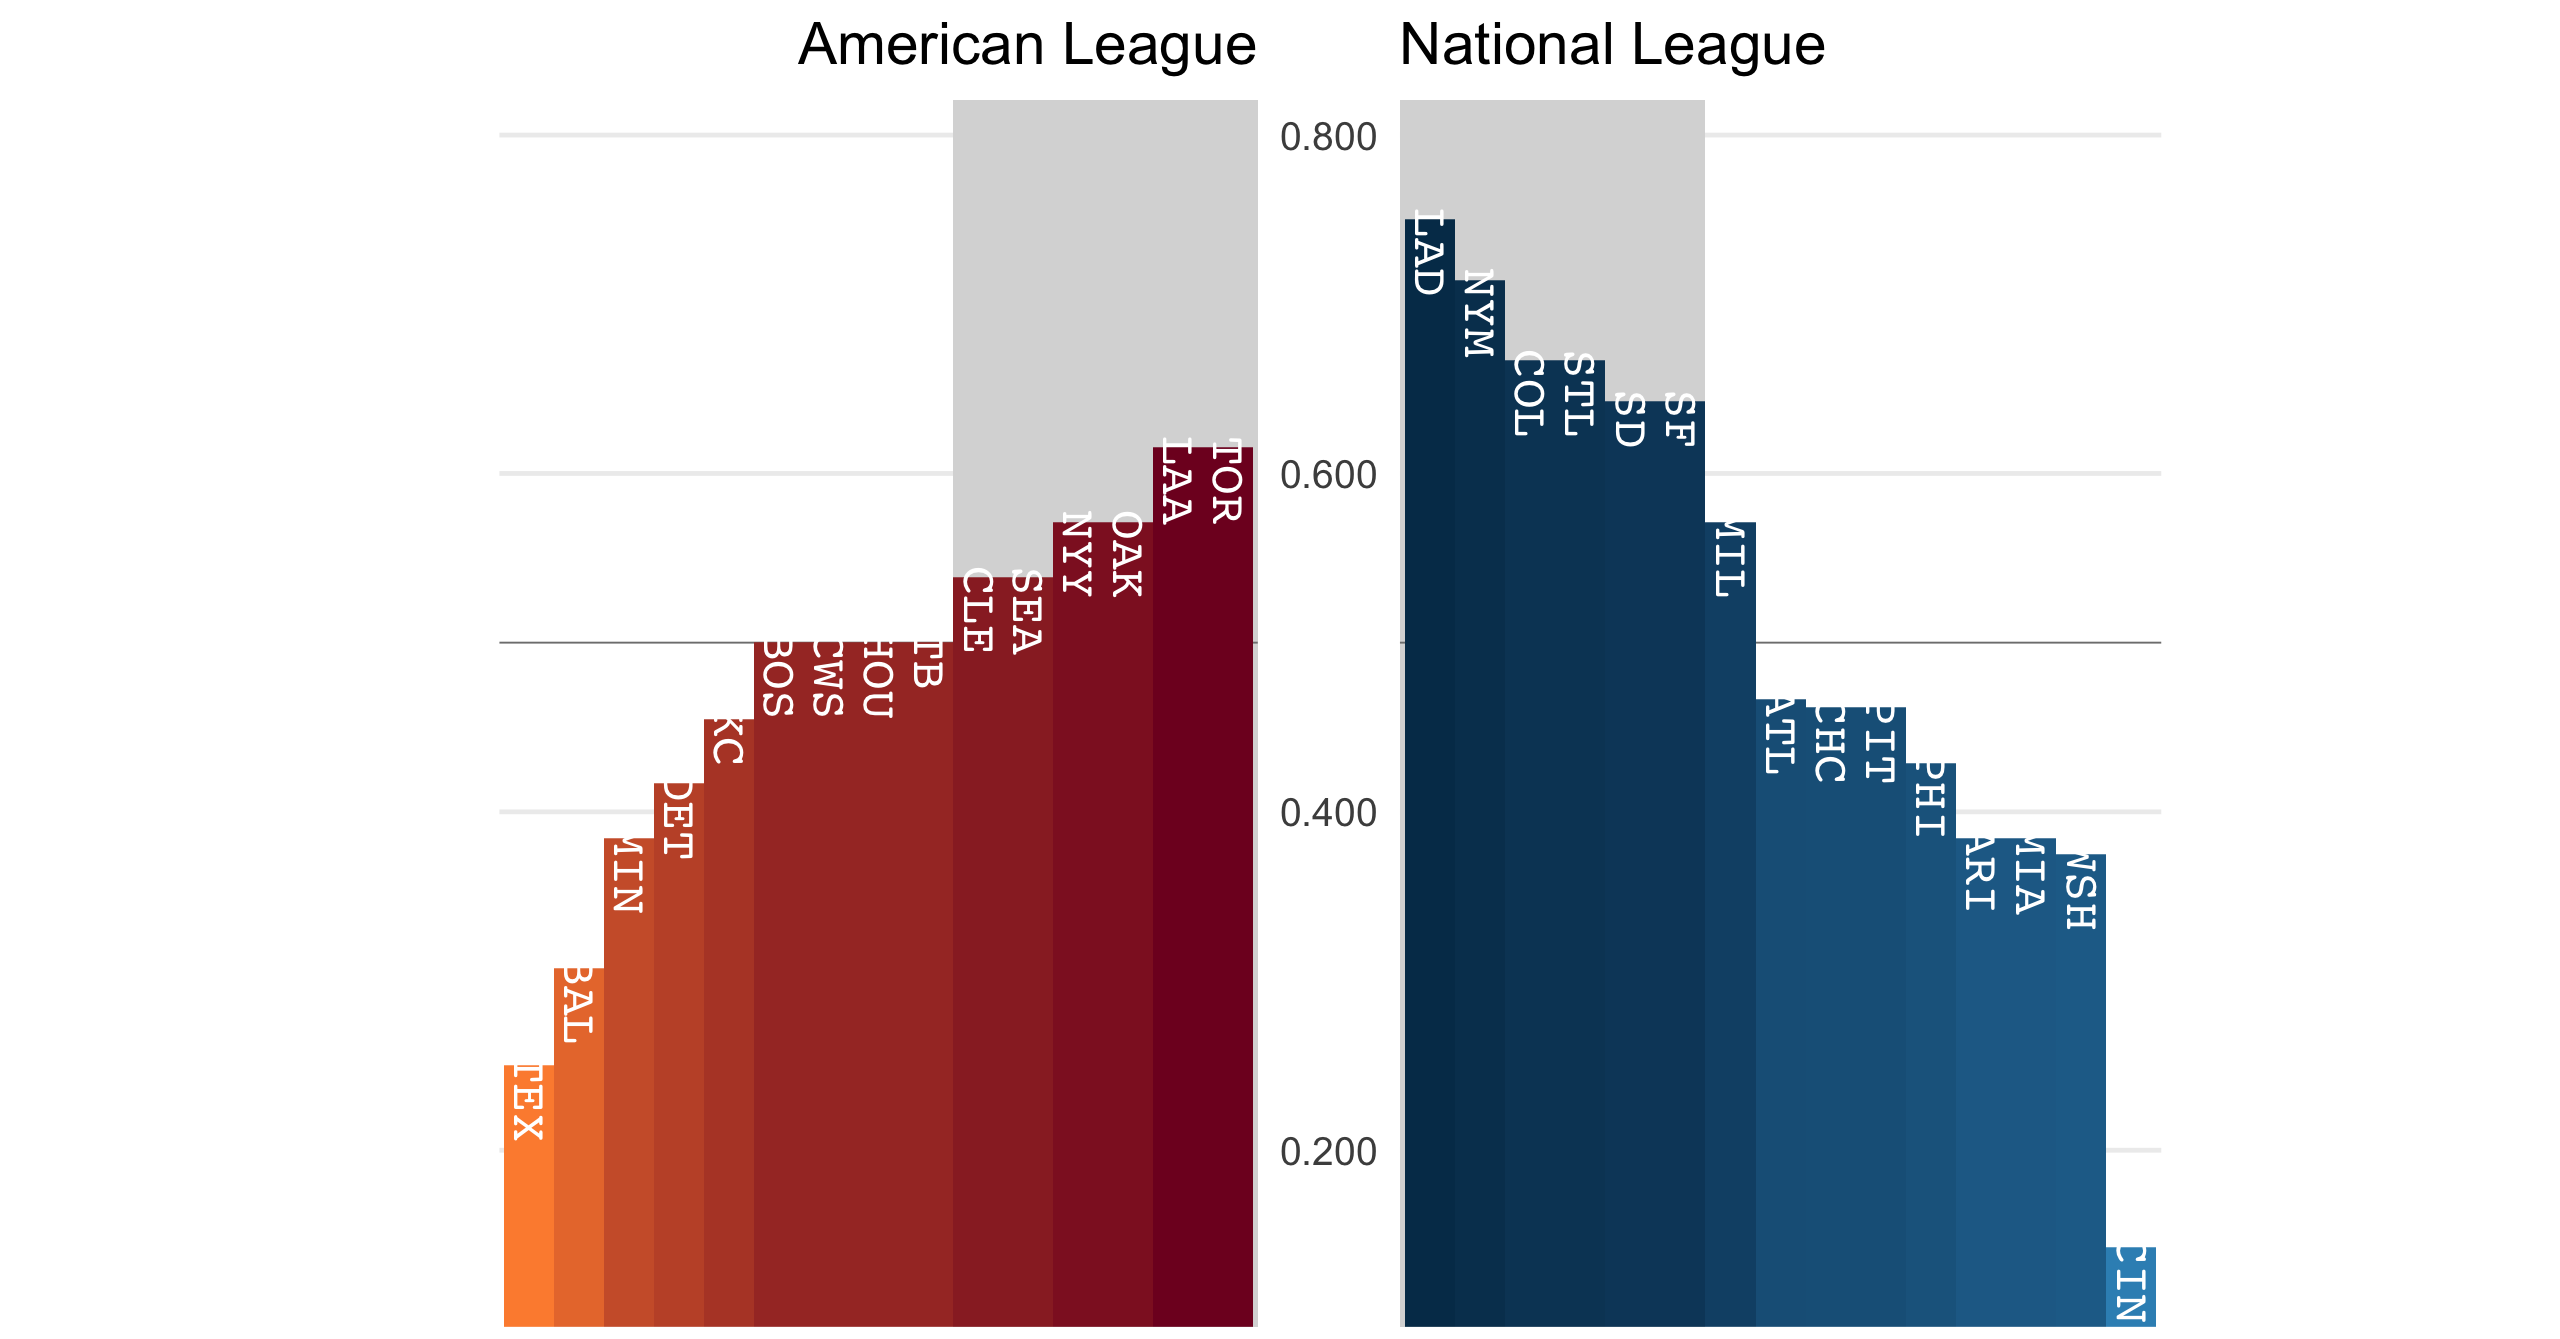 American League
National League
0.800
0.600
0.400
0.200
TEX
BAL
MIN
DET
KC
BOS
CWS
HOU
TB
CLE
SEA
NYY
OAK
LAA
TOR
LAD
NYM
COL
STL
SD
SF
MIL
ATL
CHC
PIT
PHI
ARI
MIA
WSH
CIN